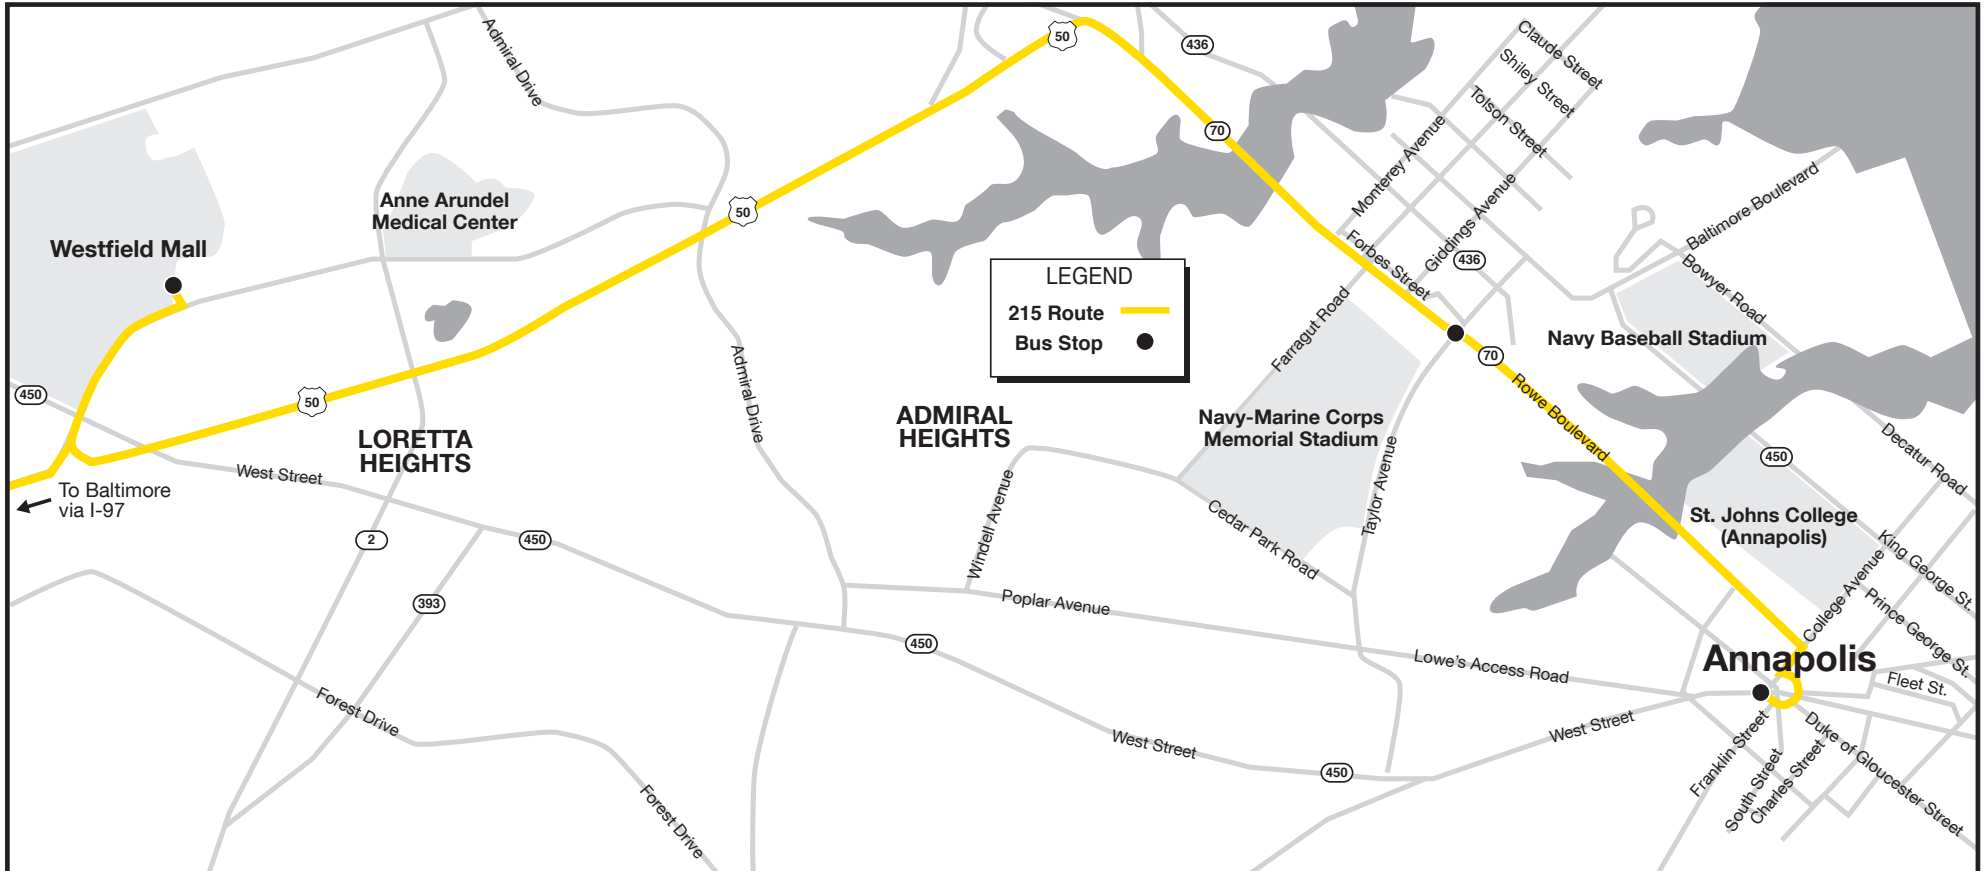 Admiral Drive
50
436
Claude Street
Shiley Street
Tolson Street
70
Monterey Avenue
Giddings Avenue
Baltimore Boulevard
Anne Arundel
Medical Center
50
Westfield Mall
Forbes Street
436
Bowyer Road
LEGEND
215 Route
Bus Stop
Farragut Road
Navy Baseball Stadium
70
Rowe Boulevard
450
50
Admiral Drive
ADMIRAL
HEIGHTS
Navy-Marine Corps
Memorial Stadium
Taylor Avenue
LORETTA
HEIGHTS
West Street
To Baltimore
via I-97
450
Decatur Road
Windell Avenue
Cedar Park Road
St. Johns College
(Annapolis)
King George St.
College Avenue
Prince George St.
2
450
393
Poplar Avenue
450
Lowe's Access Road
Annapolis
Fleet St.
Forest Drive
West Street
West Street
450
Franklin Street
South Street
Charles Street
Duke of Gloucester Street
Forest Drive